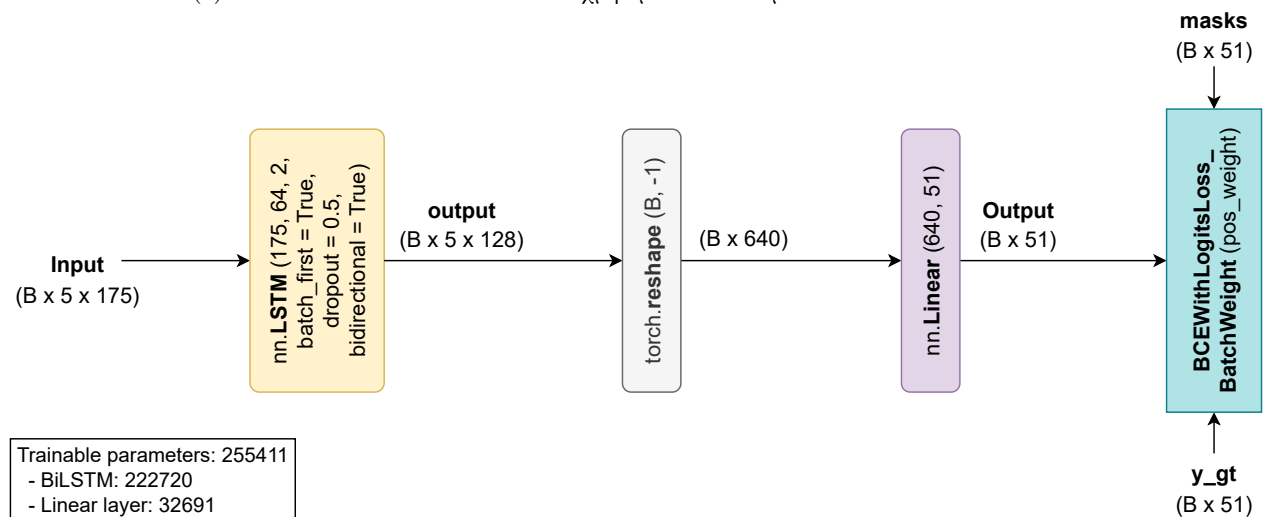 masks
(B x 51)
Input
(B x 5 x 175)
nn.LSTM (175, 64, 2,
batch_first = True,
dropout = 0.5,
bidirectional = True)
output
(B x 5 x 128)
torch.reshape (B, -1)
(B x 640)
nn.Linear (640, 51)
Output
(B x 51)
BCEWithLogitsLoss_
BatchWeight (pos_weight)
y_gt
(B x 51)
Trainable parameters: 255411
- BiLSTM: 222720
- Linear layer: 32691